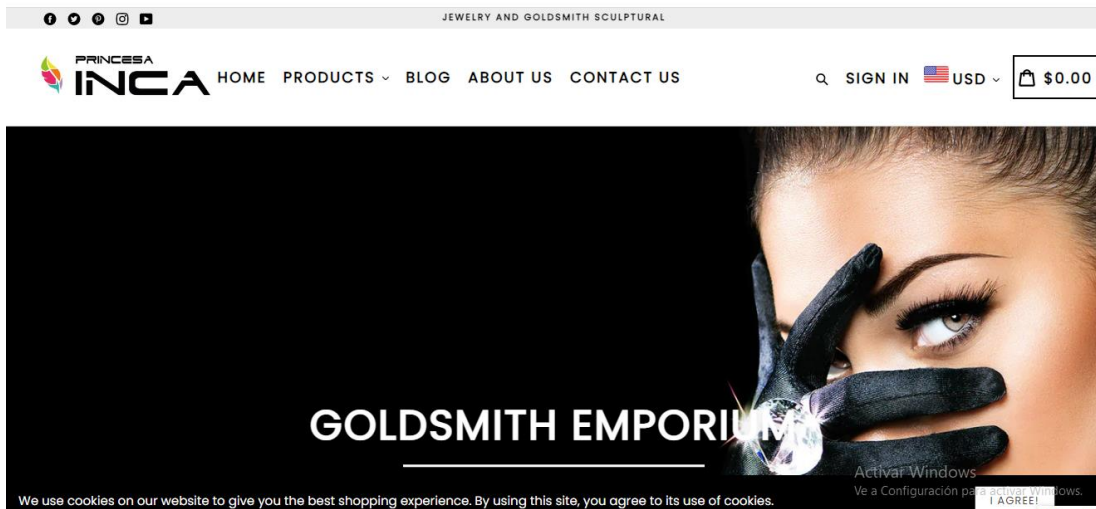 JEWELRY AND GOLDSMITH SCULPTURAL
PRINCESA
INCA
HOME PRODUCTS BLOG ABOUT US CONTACT US SIGN IN USD $0.00
GOLDSMITH EMPORIUM
Activar Windows
Ve a Configuración para activar Windows.
We use cookies on our website to give you the best shopping experience. By using this site, you agree to its use of cookies.
I AGREE!